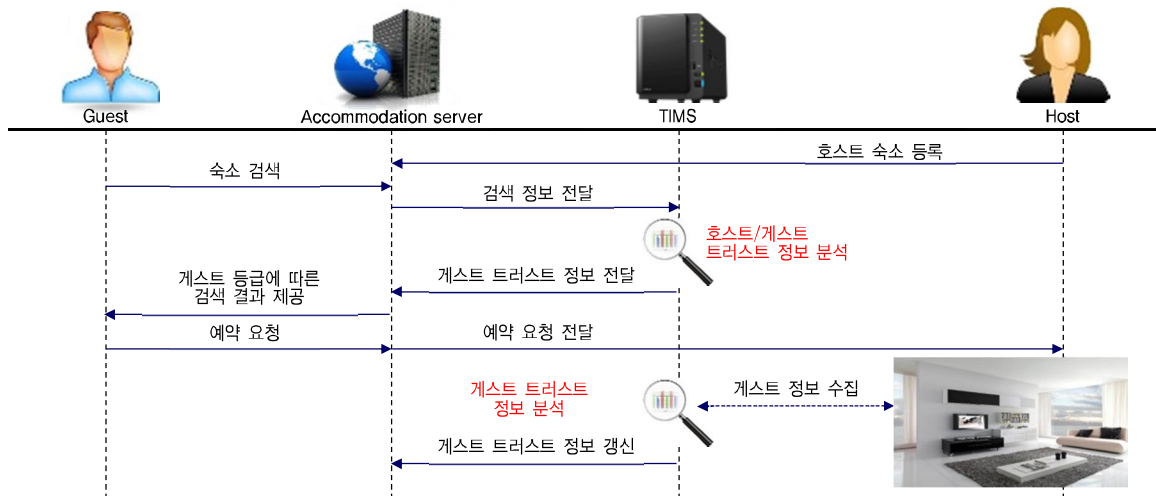 Guest
Accommodation server
TIMS
Host
호스트 숙소 등록
숙소 검색
검색 정보 전달
호스트/게스트
트러스트 정보 분석
게스트 트러스트 정보 전달
게스트 등급에 따른
검색 결과 제공
예약 요청
예약 요청 전달
게스트 트러스트
정보 분석
게스트 정보 수집
게스트 트러스트 정보 갱신